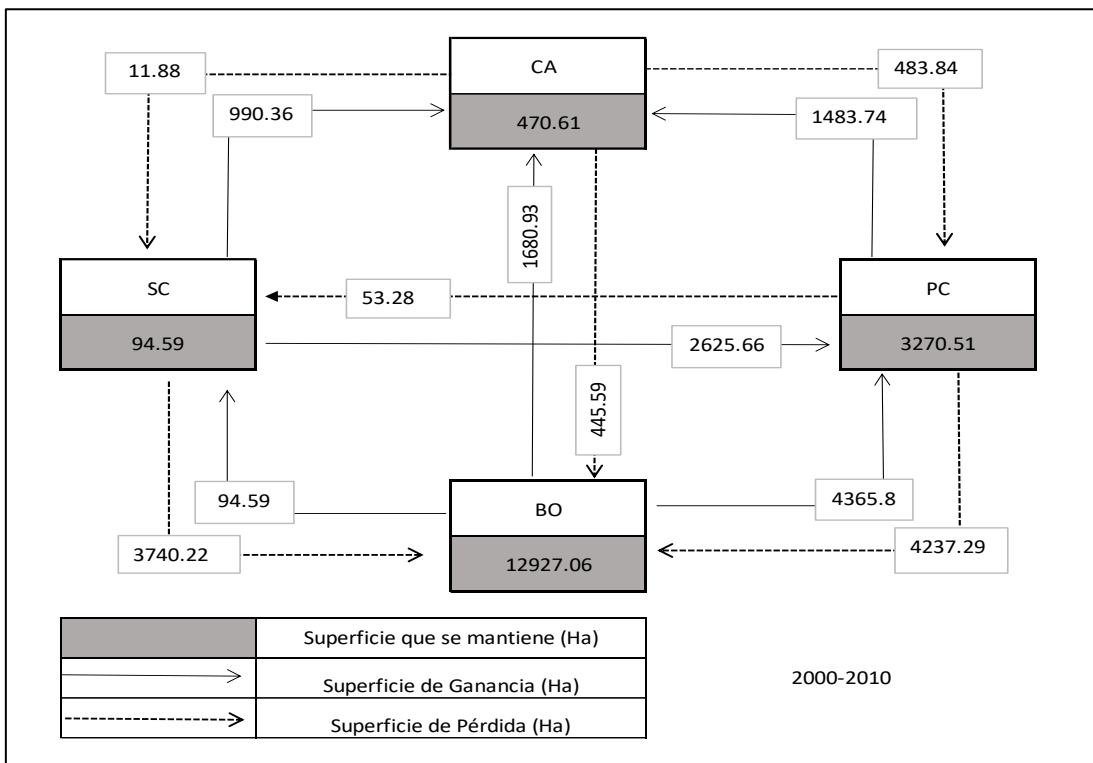 CA
470.61
11.88
990.36
483.84
1483.74
1680.93
445.59
SC
94.59
53.28
2625.66
PC
3270.51
94.59
3740.22
BO
12927.06
4365.8
4237.29
Superficie que se mantiene (Ha)
Superficie de Ganancia (Ha)
Superficie de Pérdida (Ha)
2000-2010